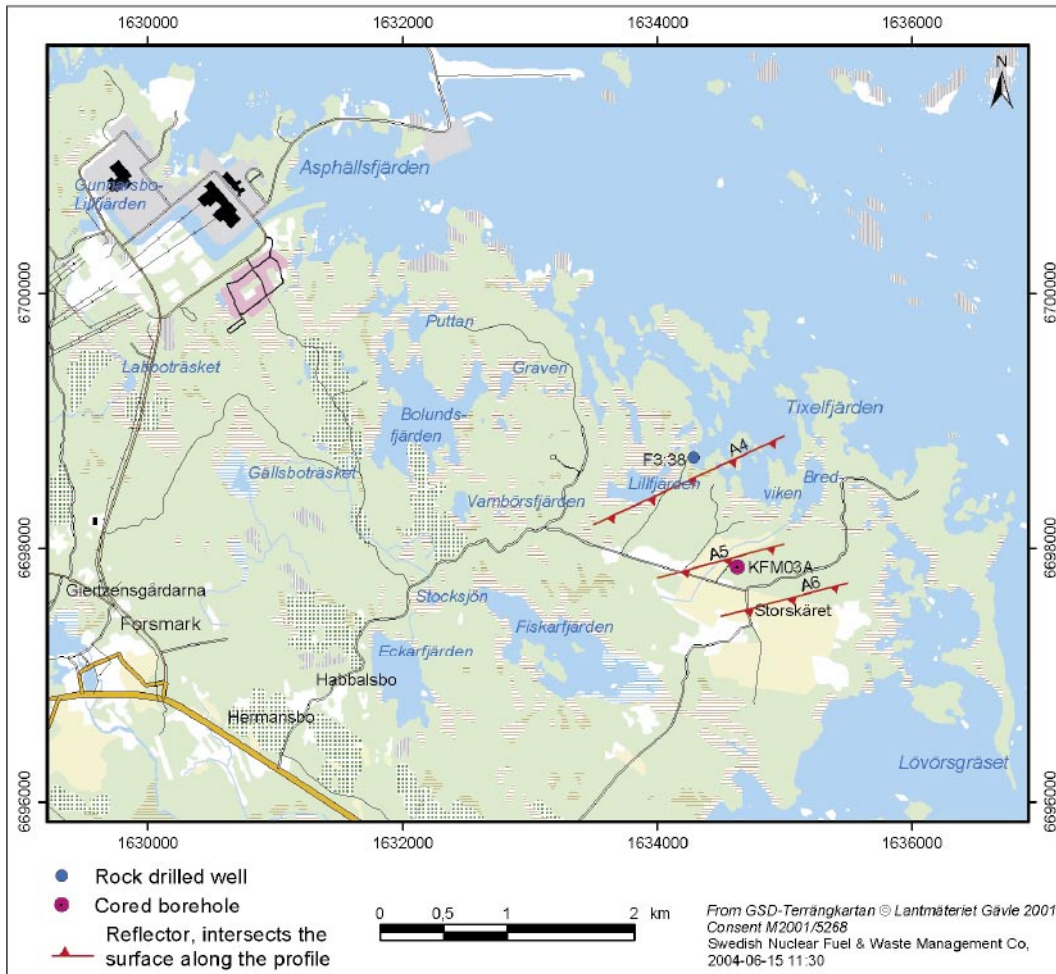 1630000 1632000 1634000 1636000
N
Asphällsfjärden
Gunnarsbo-
Lillfjärden
6700000 6700000
Puttan
Labboträsket
Graven
Tixelfjärden
Bolunds-
fjärden
A4
F3:38
Gällsboträsket
Lillfjärden
Bred-
viken
Vambörsfjärden
6698000 6698000
A5
KFM03A
Giertzensgårdarna
Stocksjön
A6
Storskäret
Forsmark
Fiskarfjärden
Eckarfjärden
Habbalsbo
Hermansbo
Lövörsgräset
6696000 6696000
1630000 1632000 1634000 1636000
Rock drilled well
Cored borehole
Reflector, intersects the
surface along the profile
0 0,5 1 2 km
From GSD-Terrängkartan © Lantmäteriet Gävle 2001
Consent M2001/5268
Swedish Nuclear Fuel & Waste Management Co,
2004-06-15 11:30